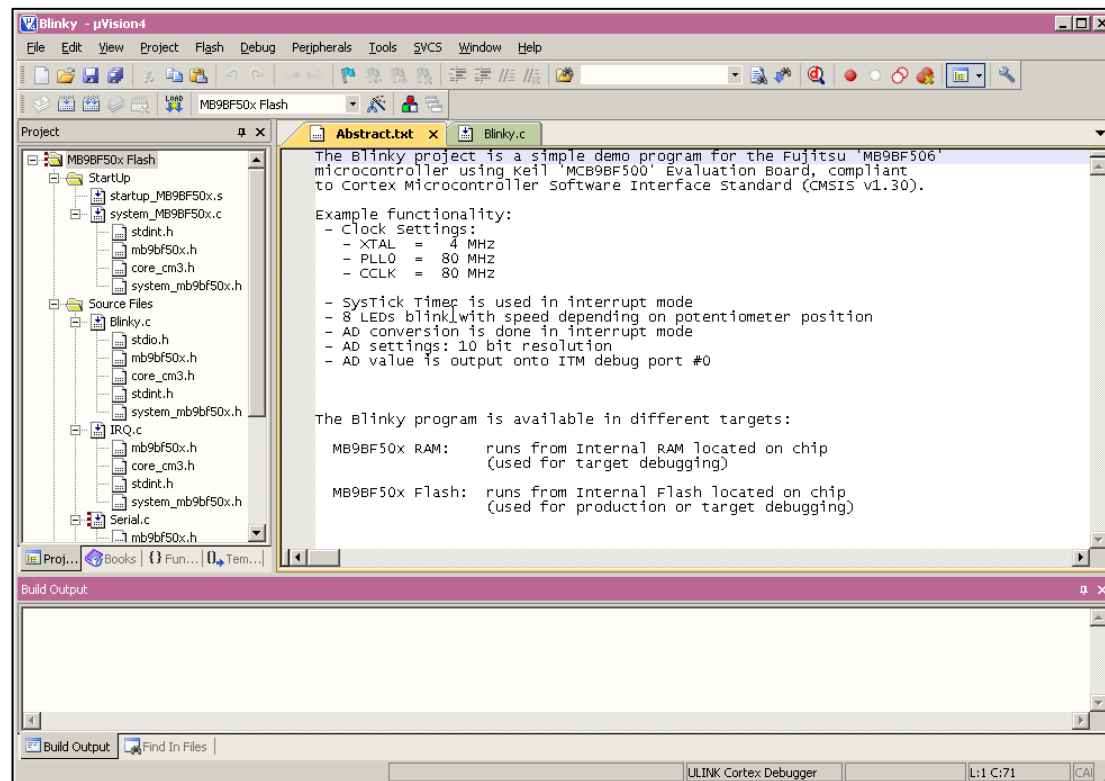 Blinky - µVision4
File Edit View Project Flash Debug Peripherals Tools SVCS Window Help
LOAD MB9BF50x Flash
Project
Abstract.txt Blinky.c
MB9BF50x Flash
StartUp
startup_MB9BF50x.s
system_MB9BF50x.c
stdint.h
mb9bf50x.h
core_cm3.h
system_mb9bf50x.h
Source Files
Blinky.c
stdio.h
mb9bf50x.h
core_cm3.h
stdint.h
system_mb9bf50x.h
IRQ.c
mb9bf50x.h
core_cm3.h
stdint.h
system_mb9bf50x.h
Serial.c
mb9bf50x.h
Proj... Books {} Fun... 0 Tem...
The Blinky project is a simple demo program for the Fujitsu 'MB9BF506'
microcontroller using Keil 'MCB9BF500' Evaluation Board, compliant
to Cortex Microcontroller Software Interface Standard (CMSIS v1.30).
Example functionality:
- Clock Settings:
- XTAL = 4 MHz
- PLL0 = 80 MHz
- CCLK = 80 MHz
- SysTick Timer is used in interrupt mode
- 8 LEDs blink with speed depending on potentiometer position
- AD conversion is done in interrupt mode
- AD settings: 10 bit resolution
- AD value is output onto ITM debug port #0
The Blinky program is available in different targets:
MB9BF50x RAM: runs from Internal RAM located on chip
(used for target debugging)
MB9BF50x Flash: runs from Internal Flash located on chip
(used for production or target debugging)
Build Output
Build Output Find In Files
ULINK Cortex Debugger L:1 C:71 CAI